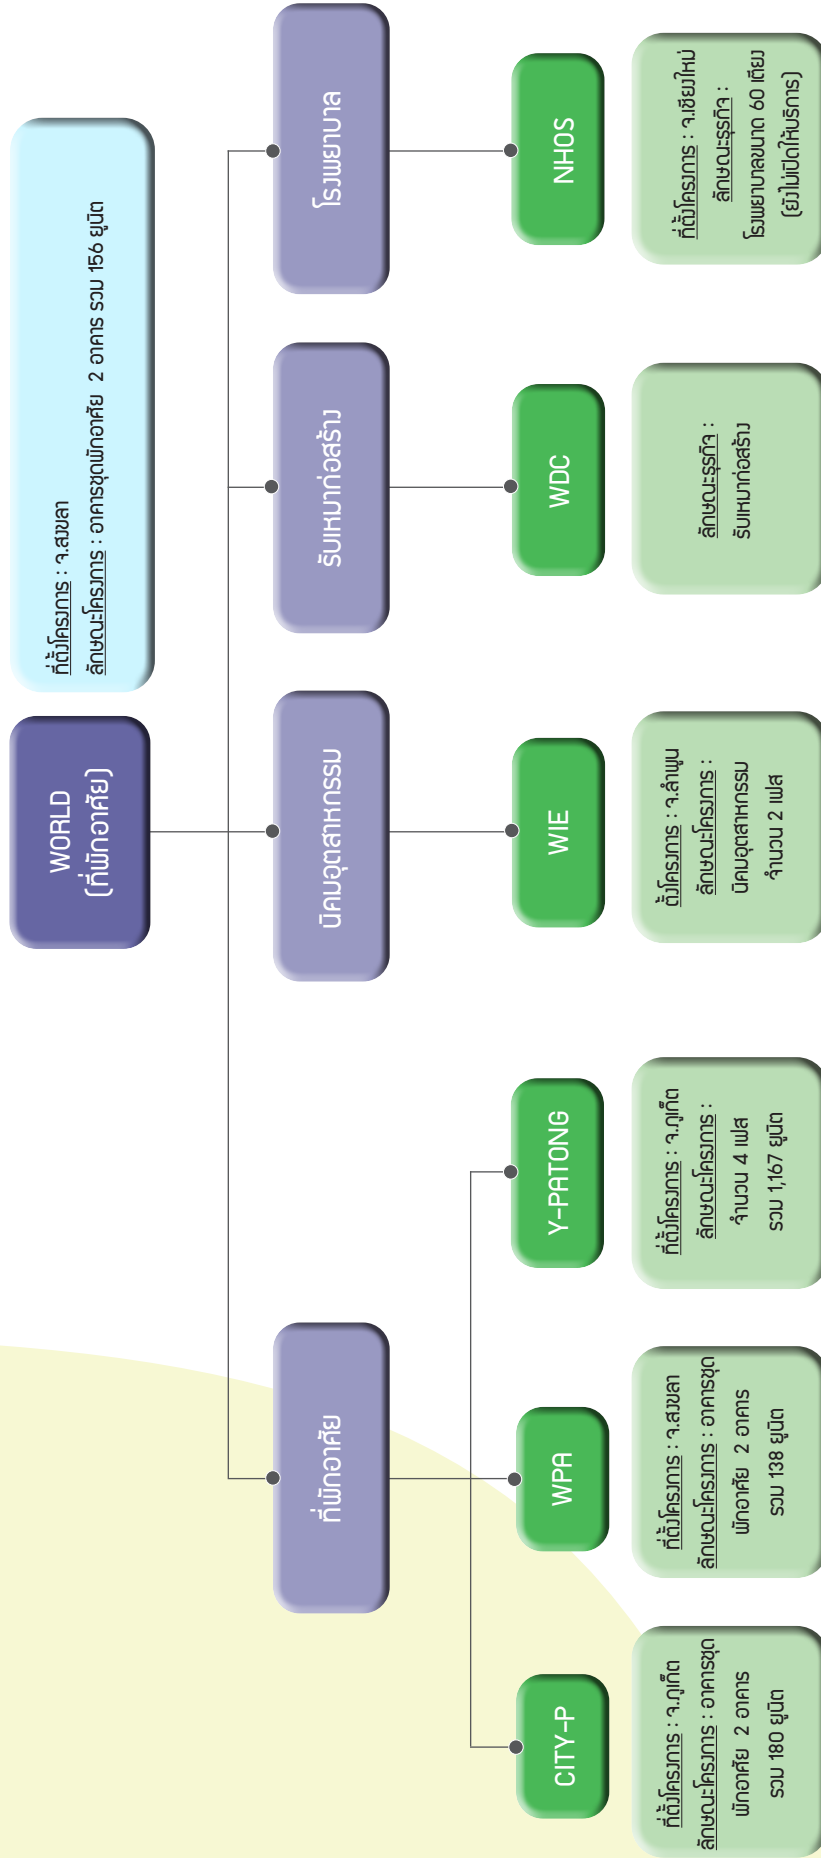 WORLD
(ที่พักอาศัย)
ที่ตั้งโครงการ : จ.สงขลา
ลักษณะโครงการ : อาคารชุดพักอาศัย 2 อาคาร รวม 156 ยูนิต
ที่พักอาศัย
นิคมอุตสาหกรรม
รับเหมาก่อสร้าง
โรงพยาบาล
CITY-P
WPA
Y-PATONG
WIE
WDC
NHOS
ที่ตั้งโครงการ : จ.ภูเก็ต
ลักษณะโครงการ : อาคารชุด
พักอาศัย 2 อาคาร
รวม 180 ยูนิต
ที่ตั้งโครงการ : จ.สงขลา
ลักษณะโครงการ : อาคารชุด
พักอาศัย 2 อาคาร
รวม 138 ยูนิต
ที่ตั้งโครงการ : จ.ภูเก็ต
ลักษณะโครงการ :
จำนวน 4 เฟส
รวม 1,167 ยูนิต
ตั้งโครงการ : จ.ลำพูน
ลักษณะโครงการ :
นิคมอุตสาหกรรม
จำนวน 2 เฟส
ลักษณะธุรกิจ :
รับเหมาก่อสร้าง
ที่ตั้งโครงการ : จ.เชียงใหม่
ลักษณะธุรกิจ :
โรงพยาบาลขนาด 60 เตียง
(ยังไม่เปิดให้บริการ)